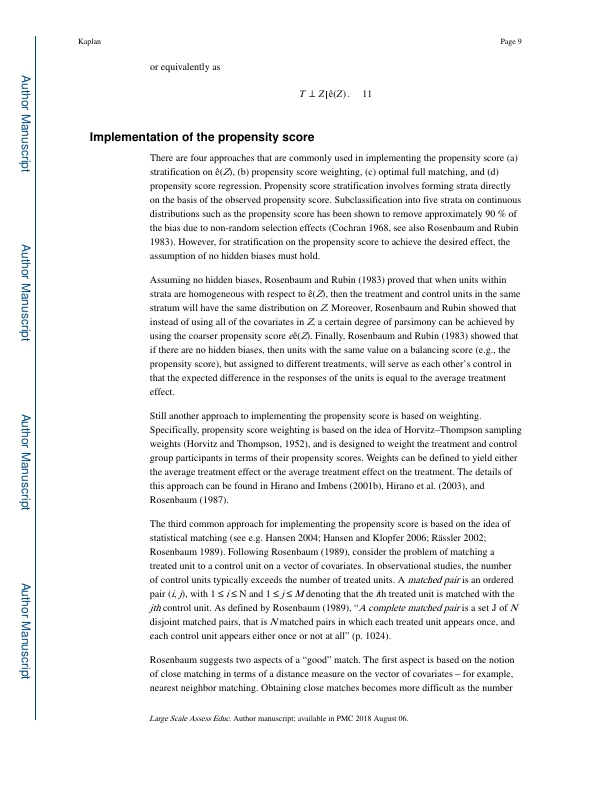 Kaplan
Page 9
Author Manuscript
Author Manuscript
Author Manuscript
Author Manuscript
or equivalently as
T ⊥ Z|ê(Z). 11
Implementation of the propensity score
There are four approaches that are commonly used in implementing the propensity score (a)
stratification on ê(Z), (b) propensity score weighting, (c) optimal full matching, and (d)
propensity score regression. Propensity score stratification involves forming strata directly
on the basis of the observed propensity score. Subclassification into five strata on continuous
distributions such as the propensity score has been shown to remove approximately 90 % of
the bias due to non-random selection effects (Cochran 1968, see also Rosenbaum and Rubin
1983). However, for stratification on the propensity score to achieve the desired effect, the
assumption of no hidden biases must hold.
Assuming no hidden biases, Rosenbaum and Rubin (1983) proved that when units within
strata are homogeneous with respect to ê(Z), then the treatment and control units in the same
stratum will have the same distribution on Z. Moreover, Rosenbaum and Rubin showed that
instead of using all of the covariates in Z, a certain degree of parsimony can be achieved by
using the coarser propensity score eê(Z). Finally, Rosenbaum and Rubin (1983) showed that
if there are no hidden biases, then units with the same value on a balancing score (e.g., the
propensity score), but assigned to different treatments, will serve as each other's control in
that the expected difference in the responses of the units is equal to the average treatment
effect.
Still another approach to implementing the propensity score is based on weighting.
Specifically, propensity score weighting is based on the idea of Horvitz–Thompson sampling
weights (Horvitz and Thompson, 1952), and is designed to weight the treatment and control
group participants in terms of their propensity scores. Weights can be defined to yield either
the average treatment effect or the average treatment effect on the treatment. The details of
this approach can be found in Hirano and Imbens (2001b), Hirano et al. (2003), and
Rosenbaum (1987).
The third common approach for implementing the propensity score is based on the idea of
statistical matching (see e.g. Hansen 2004; Hansen and Klopfer 2006; Rässler 2002;
Rosenbaum 1989). Following Rosenbaum (1989), consider the problem of matching a
treated unit to a control unit on a vector of covariates. In observational studies, the number
of control units typically exceeds the number of treated units. A matched pair is an ordered
pair (i, j), with 1 ≤ i ≤ N and 1 ≤ j ≤ M denoting that the ith treated unit is matched with the
jth control unit. As defined by Rosenbaum (1989), “A complete matched pair is a set J of N
disjoint matched pairs, that is N matched pairs in which each treated unit appears once, and
each control unit appears either once or not at all” (p. 1024).
Rosenbaum suggests two aspects of a “good” match. The first aspect is based on the notion
of close matching in terms of a distance measure on the vector of covariates – for example,
nearest neighbor matching. Obtaining close matches becomes more difficult as the number
Large Scale Assess Educ. Author manuscript; available in PMC 2018 August 06.